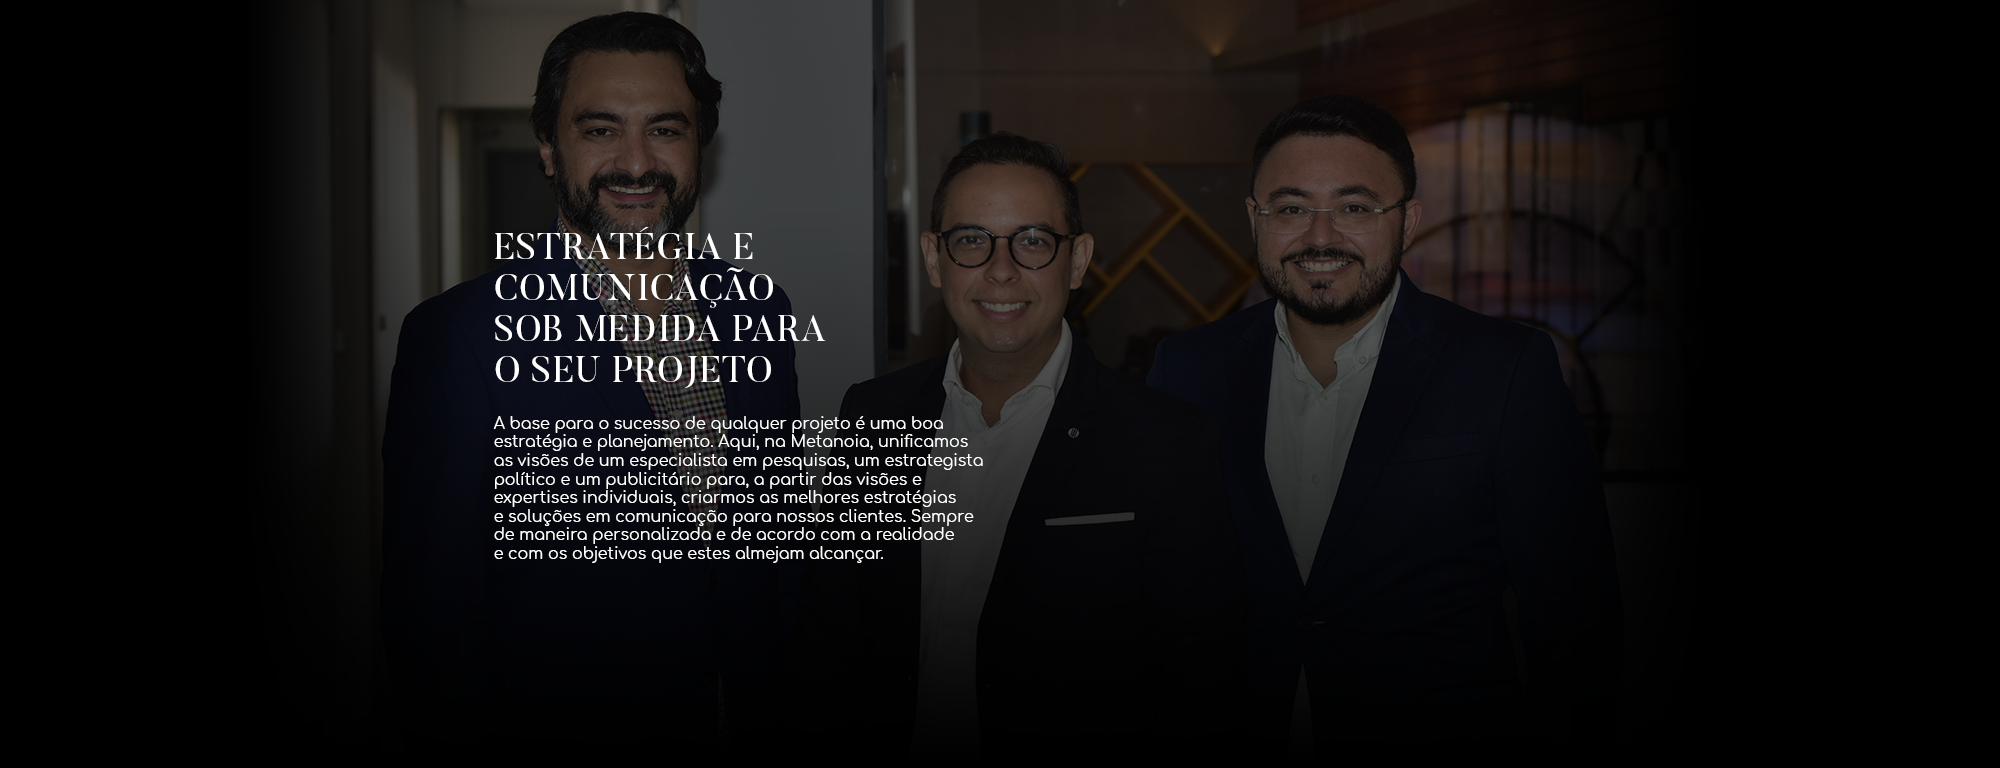 ESTRATÉGIA E
COMUNICAÇÃO
SOB MEDIDA PARA
O SEU PROJETO
A base para o sucesso de qualquer projeto é uma boa
estratégia e planejamento. Aqui, na Metanoia, unificamos
as visões de um especialista em pesquisas, um estrategista
político e um publicitário para, a partir das visões e
expertises individuais, criarmos as melhores estratégias
e soluções em comunicação para nossos clientes. Sempre
de maneira personalizada e de acordo com a realidade
e com os objetivos que estes almejam alcançar.